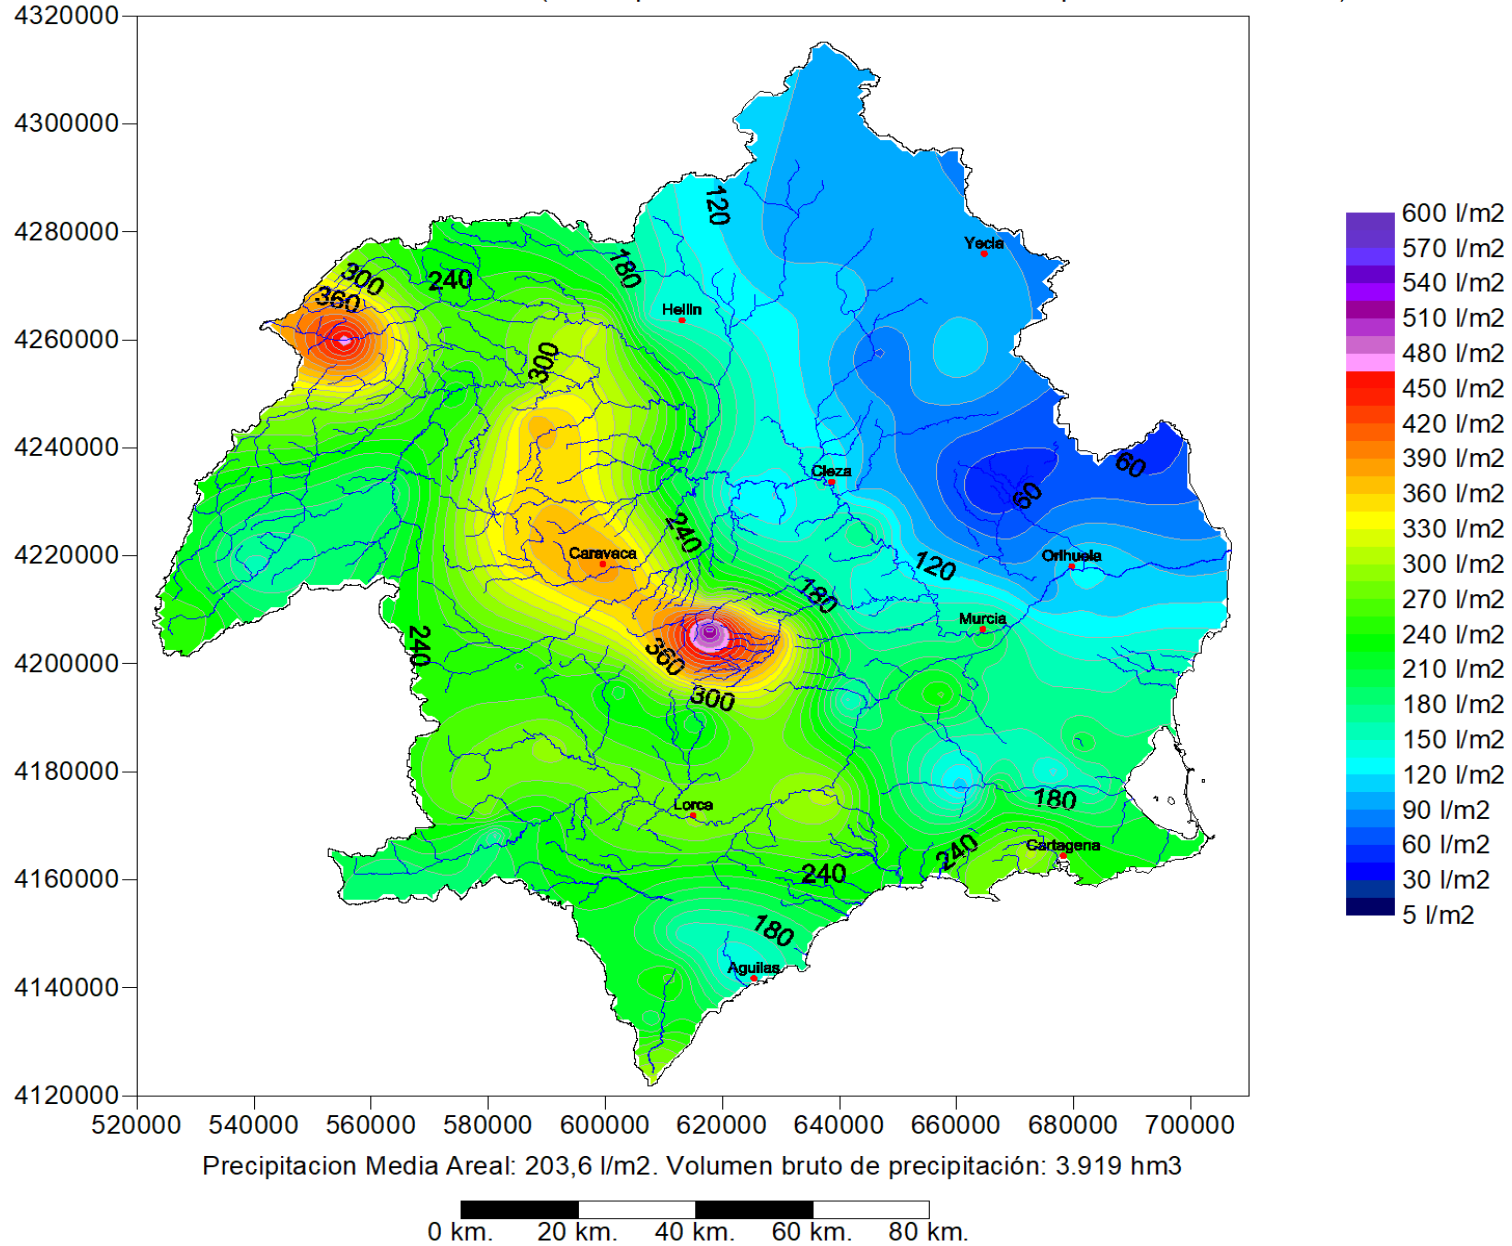 4320000
4300000
4280000
4260000
4240000
4220000
4200000
4180000
4160000
4140000
4120000
520000 540000 560000 580000 600000 620000 640000 660000 680000 700000
120
Yecla
300
240
180
360
Hellin
300
Cieza
60
60
240
Caravaca
120
Orihuela
180
Murcia
240
360
300
Lorca
180
240
Cartagena
240
180
Aguilas
600 l/m2
570 l/m2
540 l/m2
510 l/m2
480 l/m2
450 l/m2
420 l/m2
390 l/m2
360 l/m2
330 l/m2
300 l/m2
270 l/m2
240 l/m2
210 l/m2
180 l/m2
150 l/m2
120 l/m2
90 l/m2
60 l/m2
30 l/m2
5 l/m2
Precipitacion Media Areal: 203,6 l/m2. Volumen bruto de precipitación: 3.919 hm3
0 km. 20 km. 40 km. 60 km. 80 km.